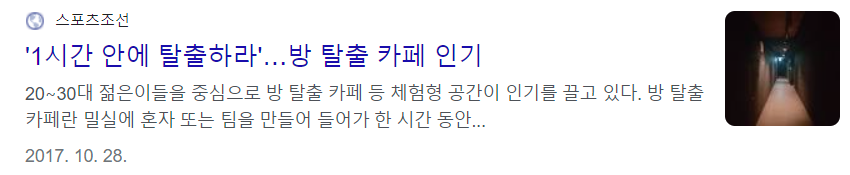 스포츠조선
'1시간 안에 탈출하라'...방 탈출 카페 인기
20~30대 젊은이들을 중심으로 방 탈출 카페 등 체험형 공간이 인기를 끌고 있다. 방 탈출
카페란 밀실에 혼자 또는 팀을 만들어 들어가 한 시간 동안...
2017. 10. 28.